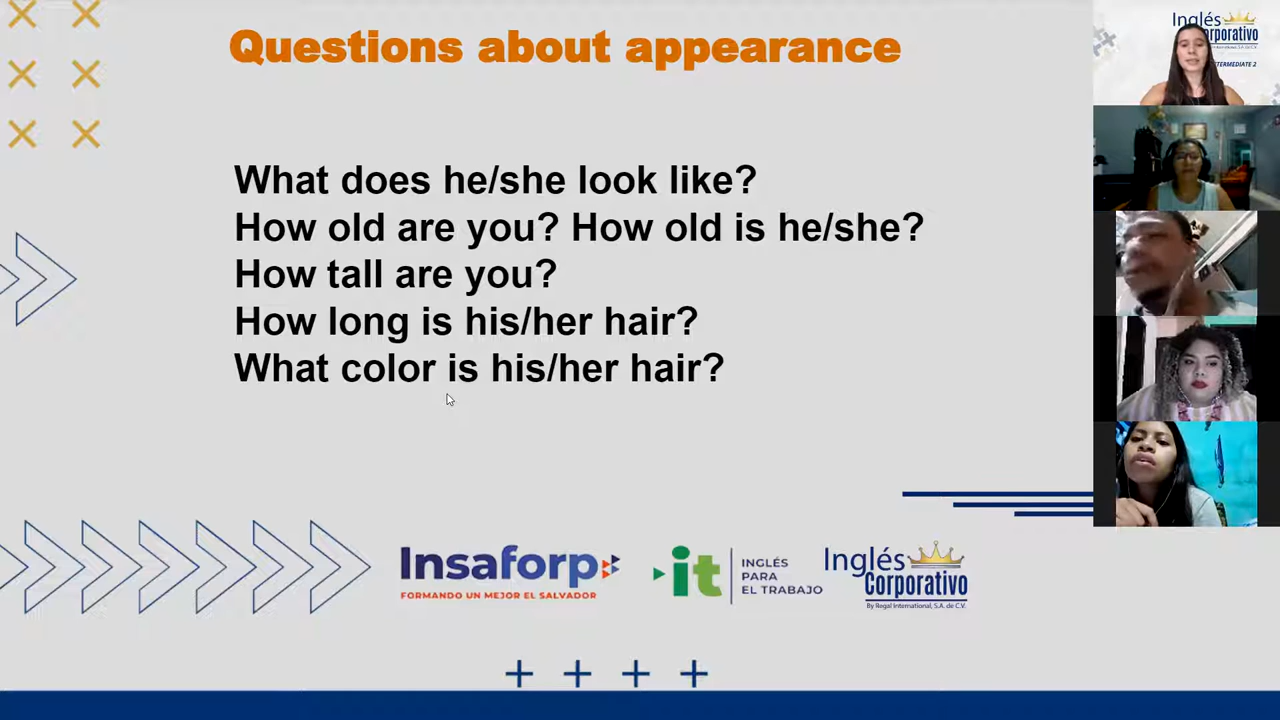 Questions about appearance
What does he/she look like?
How old are you? How old is he/she?
How tall are you?
How long is his/her hair?
What color is his/her hair?
Insaforp
FORMANDO UN MEJOR EL SALVADOR
it
INGLÉS
PARA
EL TRABAJO
Inglés
Corporativo
By Regal International, S.A. de C.V.
Inglés
Corporativo